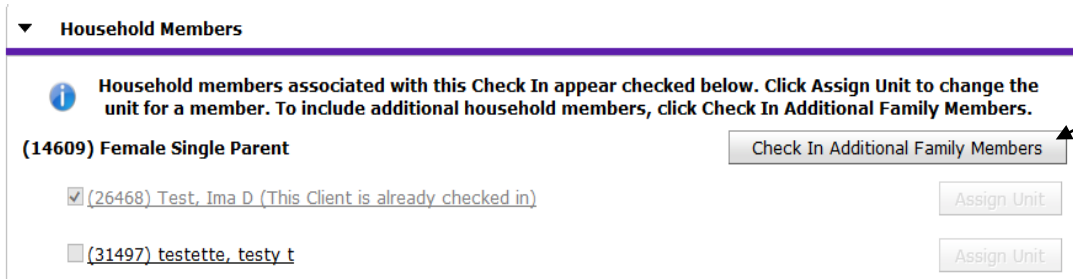 Household Members
Household members associated with this Check In appear checked below. Click Assign Unit to change the
unit for a member. To include additional household members, click Check In Additional Family Members.
(14609) Female Single Parent
Check In Additional Family Members
(26468) Test, Ima D (This Client is already checked in)
Assign Unit
(31497) testette, testy t
Assign Unit